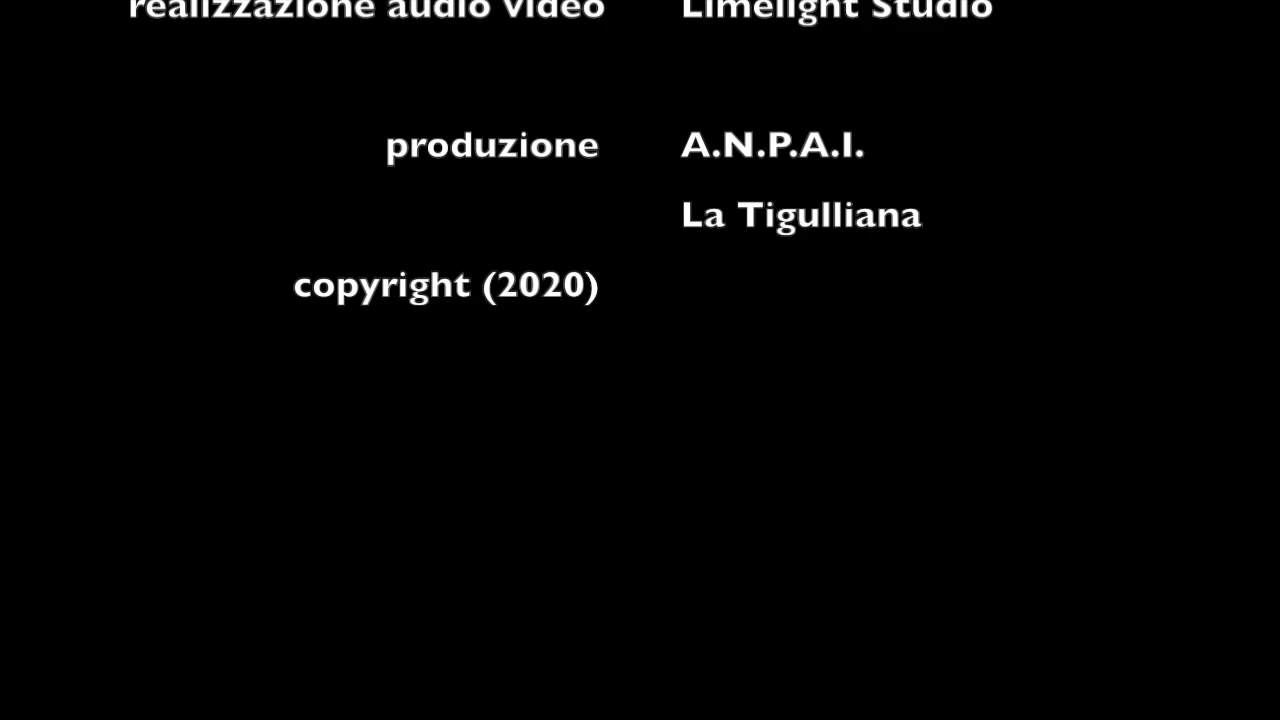 realizzazione audio video Limelight Studio
produzione A.N.P.A.I.
La Tigulliana
copyright (2020)